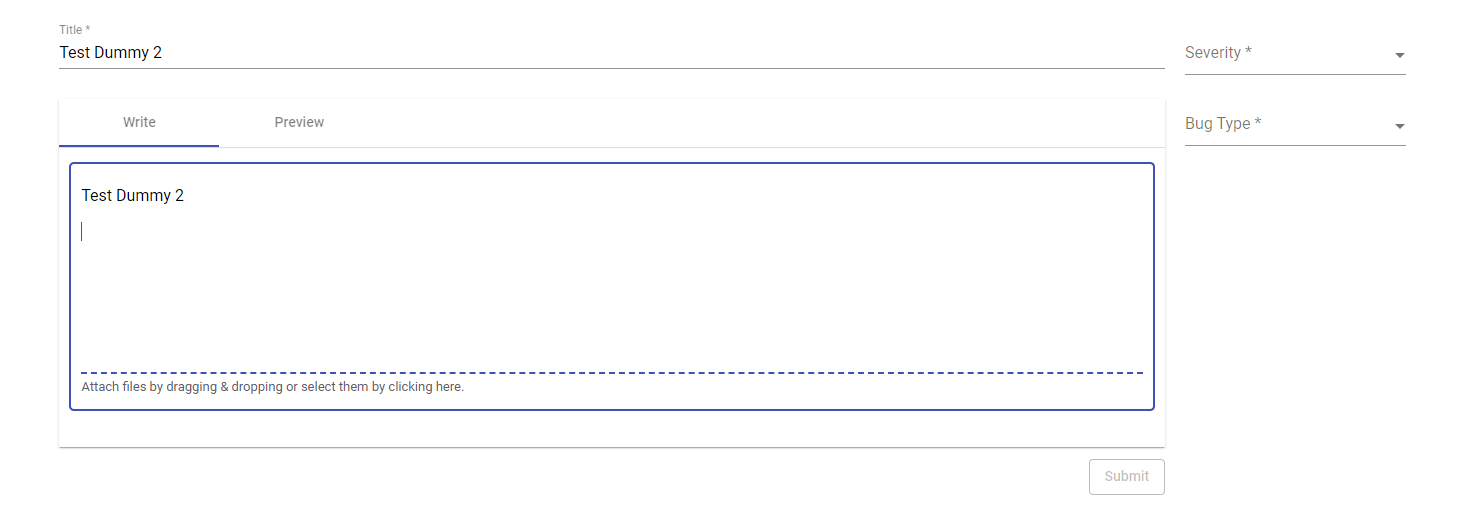 Title *
Test Dummy 2
Severity *
Write
Preview
Bug Type *
Test Dummy 2
Attach files by dragging & dropping or select them by clicking here.
Submit